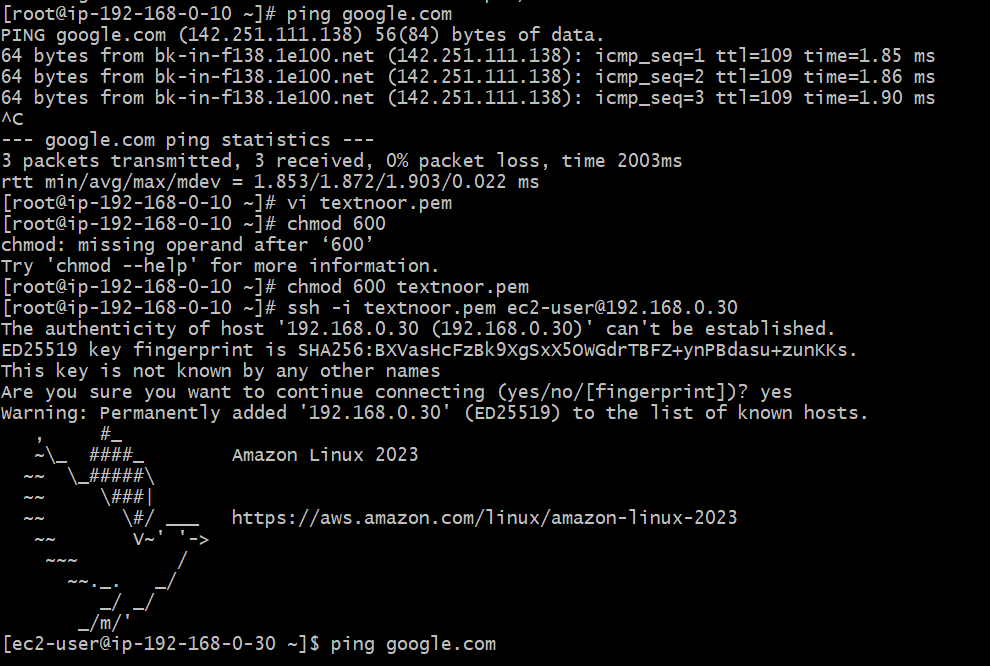 [root@ip-192-168-0-10 ~]# ping google.com
PING google.com (142.251.111.138) 56(84) bytes of data.
64 bytes from bk-in-f138.1e100.net (142.251.111.138): icmp_seq=1 ttl=109 time=1.85 ms
64 bytes from bk-in-f138.1e100.net (142.251.111.138): icmp_seq=2 ttl=109 time=1.86 ms
64 bytes from bk-in-f138.1e100.net (142.251.111.138): icmp_seq=3 ttl=109 time=1.90 ms
^C
--- google.com ping statistics ---
3 packets transmitted, 3 received, 0% packet loss, time 2003ms
rtt min/avg/max/mdev = 1.853/1.872/1.903/0.022 ms
[root@ip-192-168-0-10 ~]# vi textnoor.pem
[root@ip-192-168-0-10 ~]# chmod 600
chmod: missing operand after ‘600’
Try 'chmod --help' for more information.
[root@ip-192-168-0-10 ~]# chmod 600 textnoor.pem
[root@ip-192-168-0-10 ~]# ssh -i textnoor.pem ec2-user@192.168.0.30
The authenticity of host '192.168.0.30 (192.168.0.30)' can't be established.
ED25519 key fingerprint is SHA256:BXVasHcFzBk9XgSxX5OWGdrTBFZ+ynPBdasu+zunKKs.
This key is not known by any other names
Are you sure you want to continue connecting (yes/no/[fingerprint])? yes
Warning: Permanently added '192.168.0.30' (ED25519) to the list of known hosts.
   ,     #_
   ~\_  ####_        Amazon Linux 2023
  ~~  \_#####\
  ~~     \###|
  ~~       \#/ ___   https://aws.amazon.com/linux/amazon-linux-2023
   ~~       V~' '->
    ~~~         /
      ~~._.   _/
         _/ _/
       _/m/'
[ec2-user@ip-192-168-0-30 ~]$ ping google.com